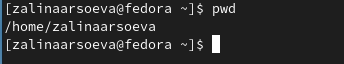 [zalinaarsoeva@fedora ~]$ pwd
/home/zalinaarsoeva
[zalinaarsoeva@fedora ~]$